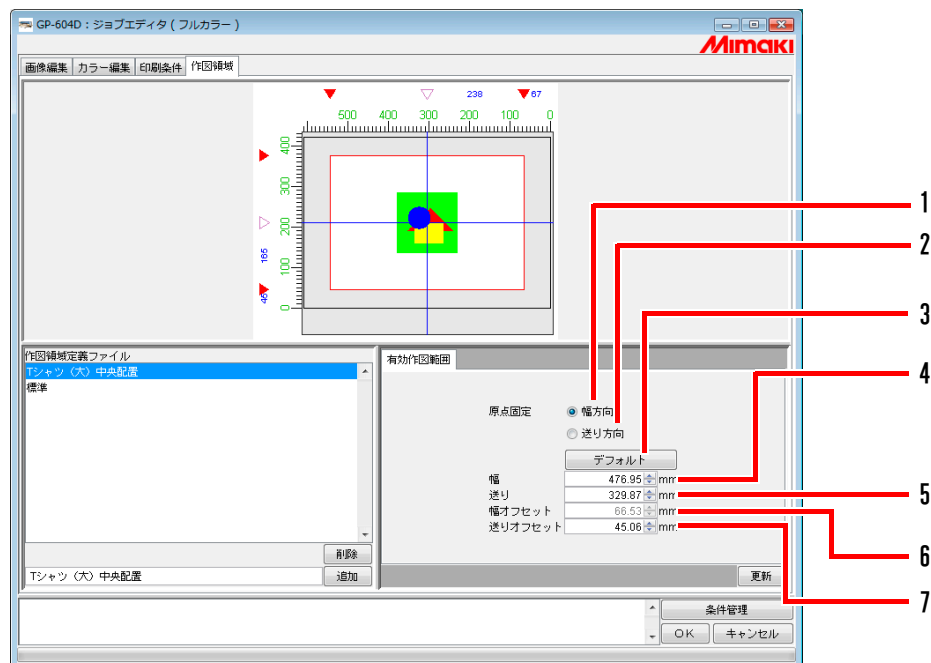 GP-604D：ジョブエディタ ( フルカラー )
Mimaki
画像編集 カラー編集 印刷条件 作図領域
238 67
500 400 300 200 100 0
400
300
200
165
100
45
0
1
2
3
4
5
6
7
作図領域定義ファイル
Tシャツ（大）中央配置
標準
削除
Tシャツ（大）中央配置 追加
有効作図範囲
原点固定 幅方向
送り方向
デフォルト
幅 476.95 mm
送り 329.87 mm
幅オフセット 66.53 mm
送りオフセット 45.06 mm
更新
条件管理
OK キャンセル